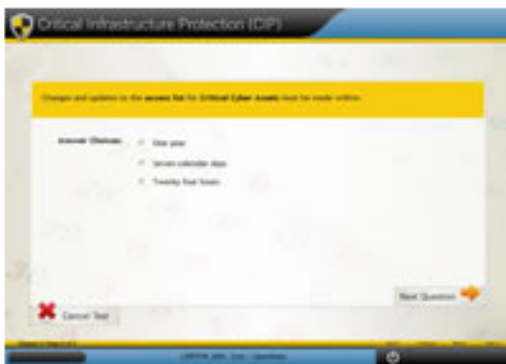 Critical Infrastructure Protection (CIP)
Changes and updates to the access list for Critical Cyber Assets must be made within:
Answer Choices:
One year
Seven calendar days
Twenty four hours
Next Question
Cancel Test